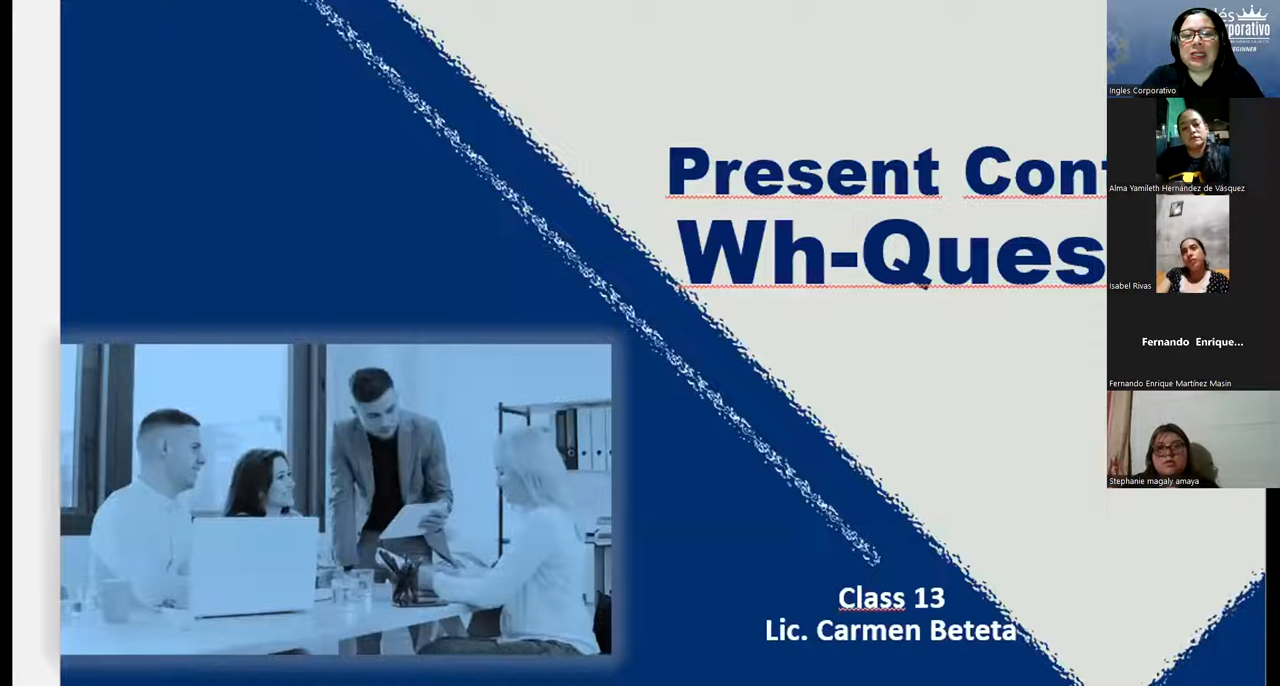 Present Cont
Wh-Ques
Class 13
Lic. Carmen Beteta
Ingles Corporativo
Alma Yamileth Hernández de Vásquez
Isabel Rivas
Fernando Enrique...
Fernando Enrique Martínez Masin
Stephanie magaly amaya